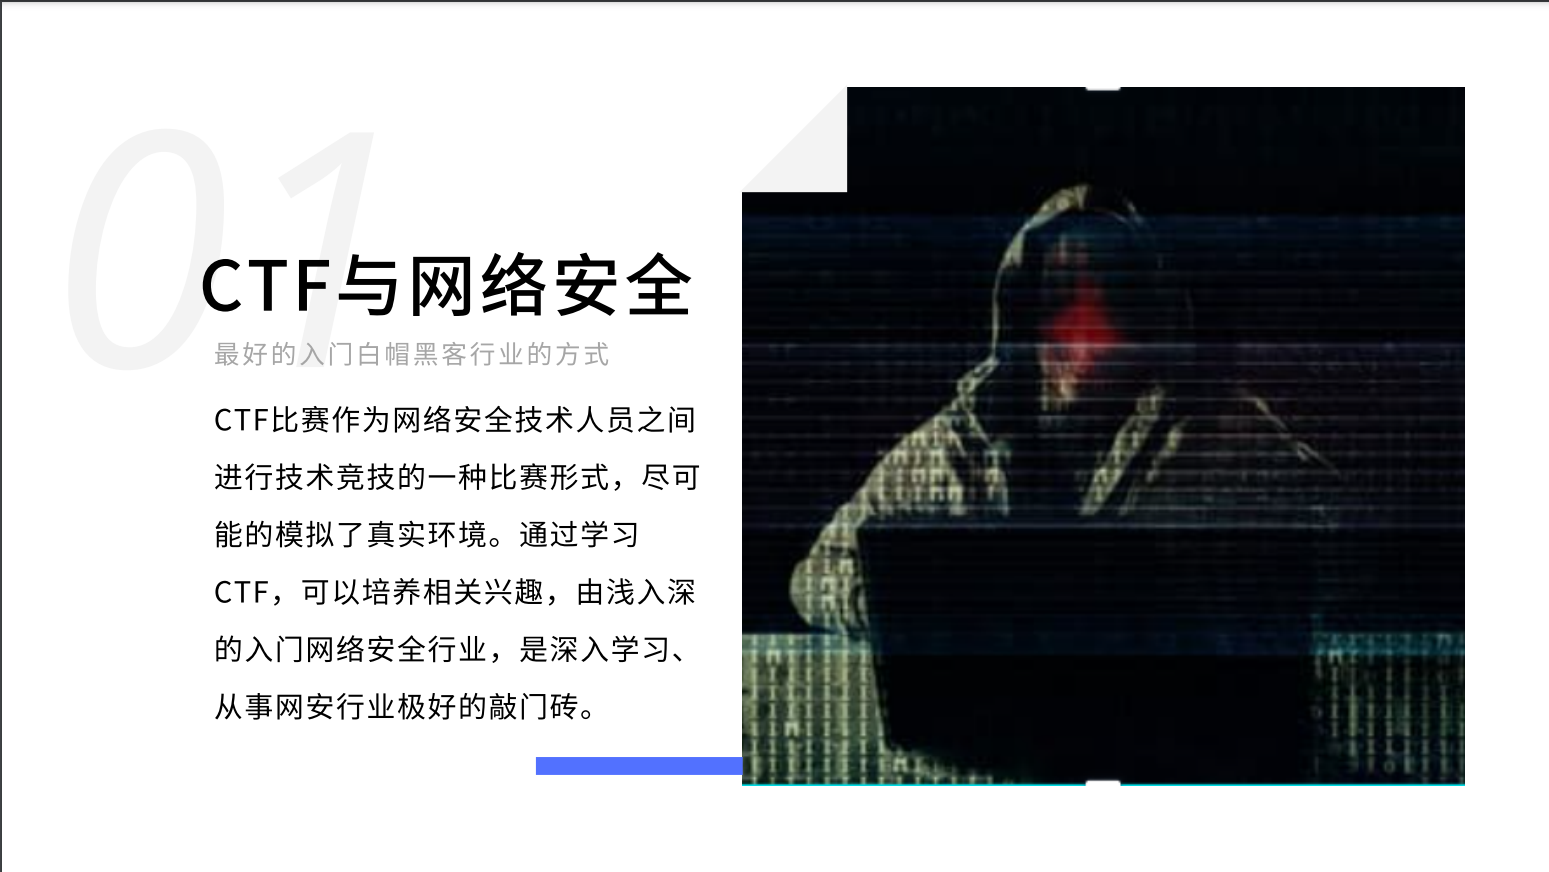 01
CTF与网络安全
最好的入门白帽黑客行业的方式
CTF比赛作为网络安全技术人员之间
进行技术竞技的一种比赛形式，尽可
能的模拟了真实环境。通过学习
CTF，可以培养相关兴趣，由浅入深
的入门网络安全行业，是深入学习、
从事网安行业极好的敲门砖。